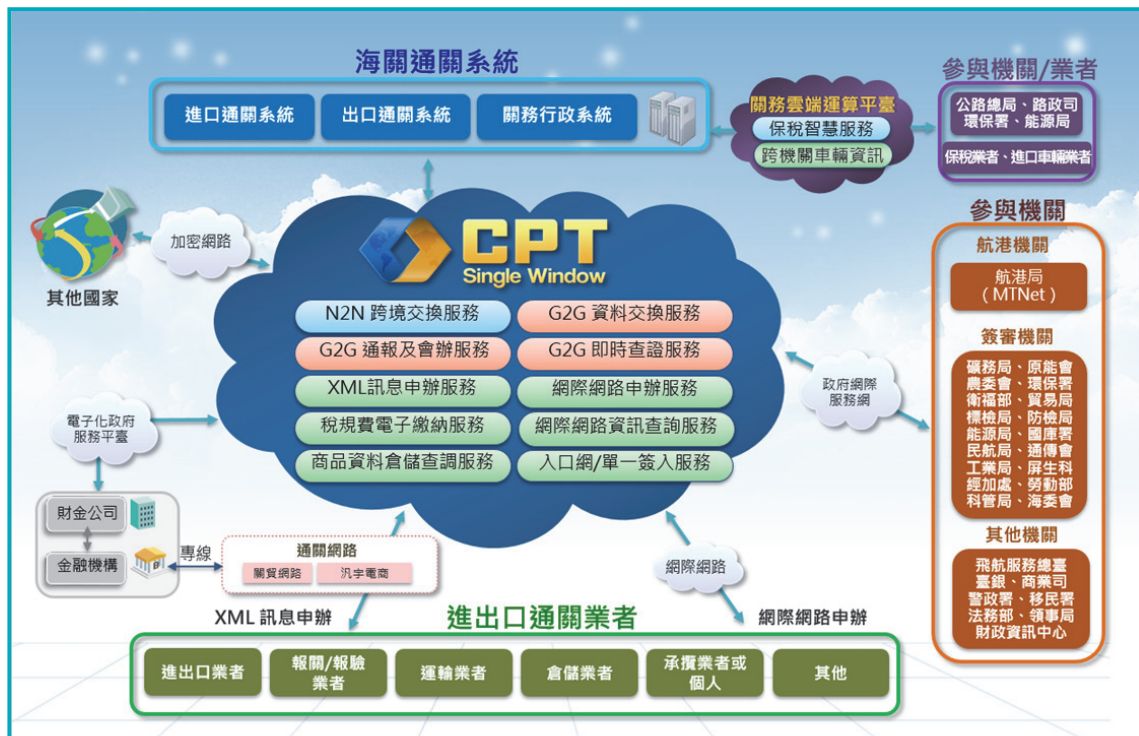 海關通關系統
進口通關系統
出口通關系統
關務行政系統
關務雲端運算平臺
保稅智慧服務
跨機關車輛資訊
參與機關/業者
公路總局、路政司
環保署、能源局
保稅業者、進口車輛業者
其他國家
加密網路
CPT
Single Window
N2N 跨境交換服務
G2G 資料交換服務
G2G 通報及會辦服務
G2G 即時查證服務
XML訊息申辦服務
網際網路申辦服務
稅規費電子繳納服務
網際網路資訊查詢服務
商品資料倉儲查調服務
入口網/單一簽入服務
政府網際
服務網
參與機關
航港機關
航港局
(MTNet)
簽審機關
礦務局、原能會
農委會、環保署
衛福部、貿易局
標檢局、防檢局
能源局、國庫署
民航局、通傳會
工業局、屏生科
經加處、勞動部
科管局、海委會
其他機關
飛航服務總臺
臺銀、商業司
警政署、移民署
法務部、領事局
財政資訊中心
電子化政府
服務平臺
財金公司
金融機構
專線
通關網路
關貿網路
汎宇電商
網際網路
XML 訊息申辦
進出口通關業者
網際網路申辦
進出口業者
報關/報驗
業者
運輸業者
倉儲業者
承攬業者或
個人
其他